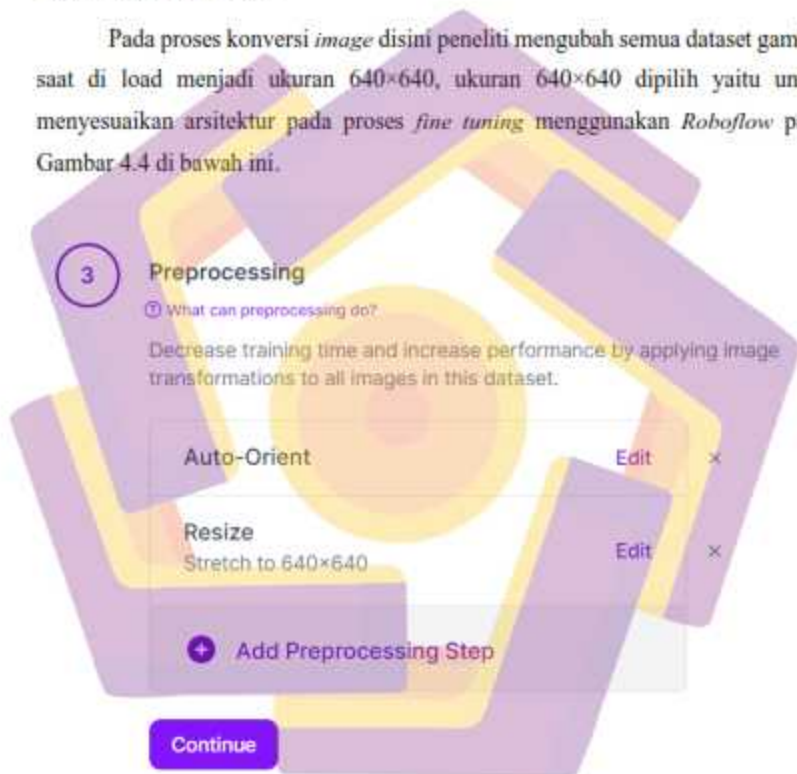 Pada proses konversi image disini peneliti mengubah semua dataset
saat di load menjadi ukuran 640×640, ukuran 640×640 dipilih yaitu
menyesuaikan arsitektur pada proses fine tuning menggunakan Roboflow
Gambar 4.4 di bawah ini.
3
Preprocessing
What can preprocessing do?
Decrease training time and increase performance by applying image
transformations to all images in this dataset.
Auto-Orient
Edit ×
Resize
Stretch to 640×640
Edit ×
+ Add Preprocessing Step
Continue